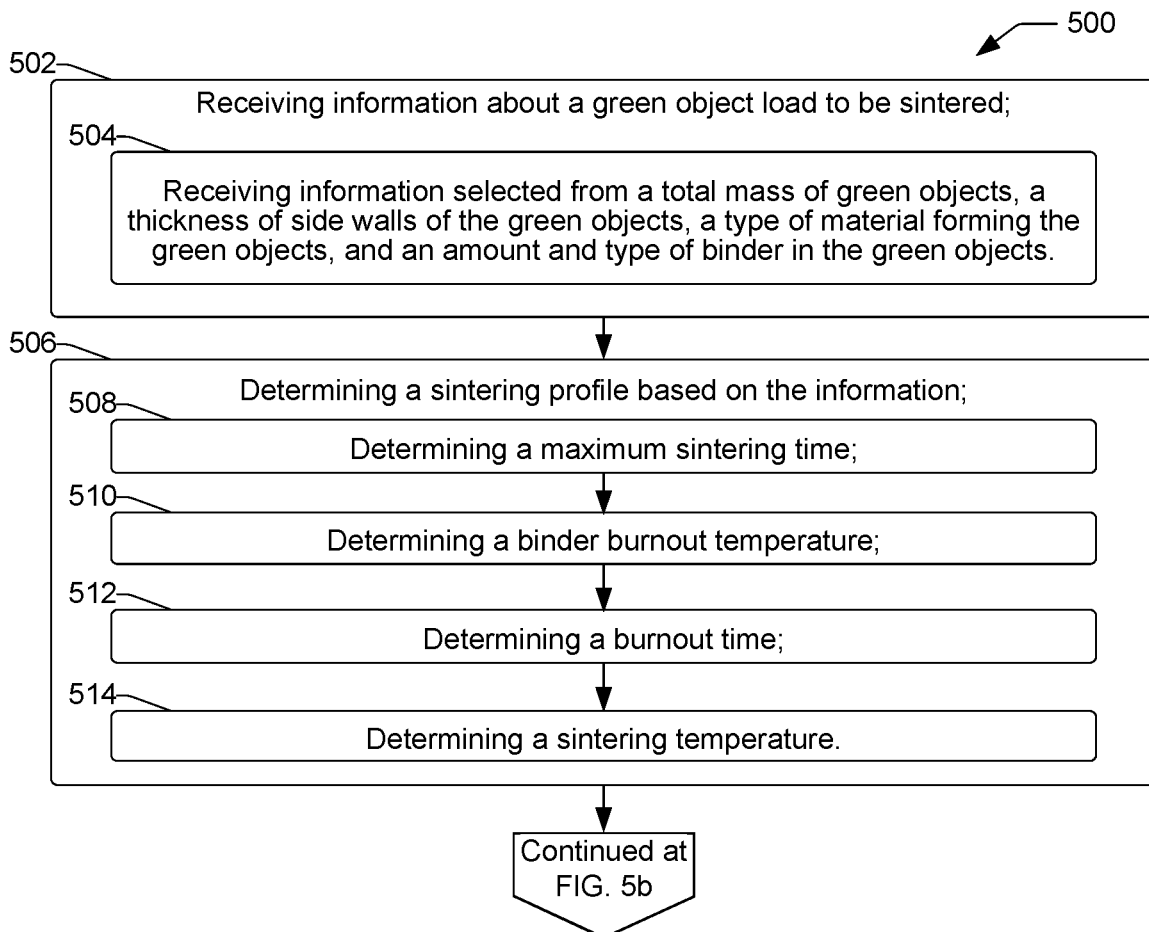 500
502
Receiving information about a green object load to be sintered;
504
Receiving information selected from a total mass of green objects, a
thickness of side walls of the green objects, a type of material forming the
green objects, and an amount and type of binder in the green objects.
506
Determining a sintering profile based on the information;
508
Determining a maximum sintering time;
510
Determining a binder burnout temperature;
512
Determining a burnout time;
514
Determining a sintering temperature.
Continued at
FIG. 5b